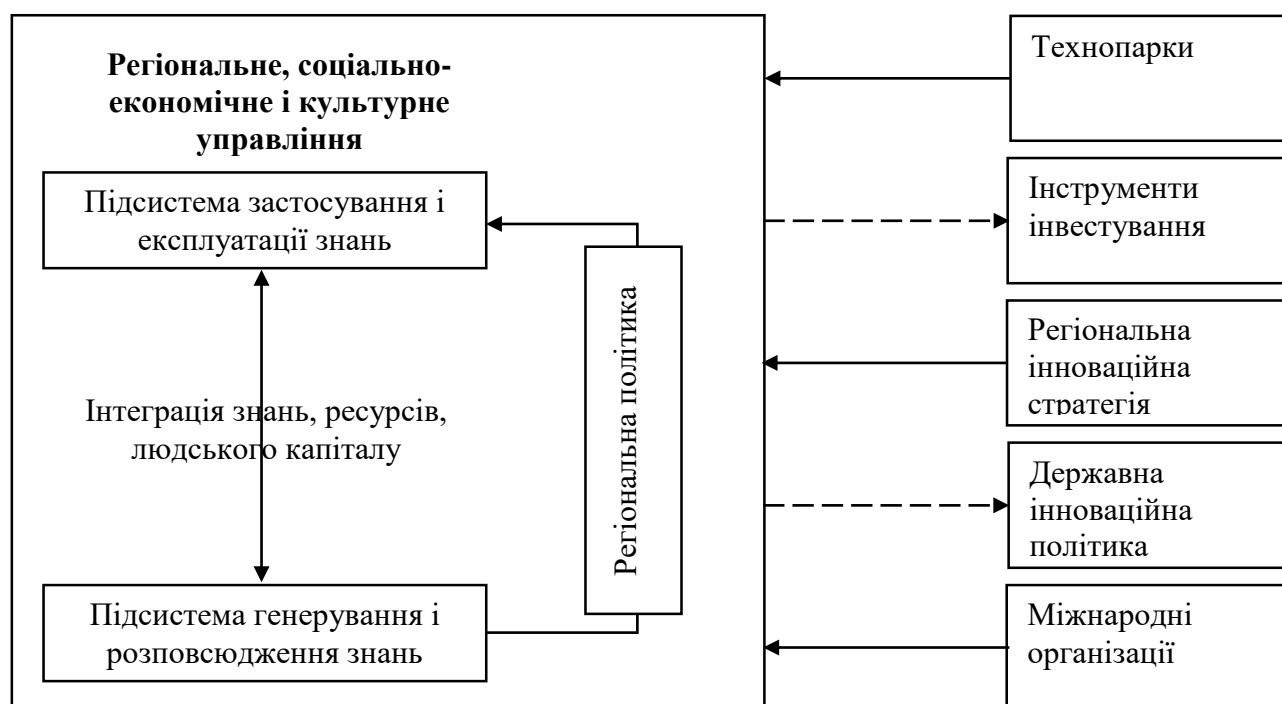 Регіональне, соціально-
економічне і культурне
управління
Підсистема застосування і
експлуатації знань
Інтеграція знань, ресурсів,
людського капіталу
Підсистема генерування і
розповсюдження знань
Регіональна політика
Технопарки
Інструменти
інвестування
Регіональна
інноваційна
стратегія
Державна
інноваційна
політика
Міжнародні
організації